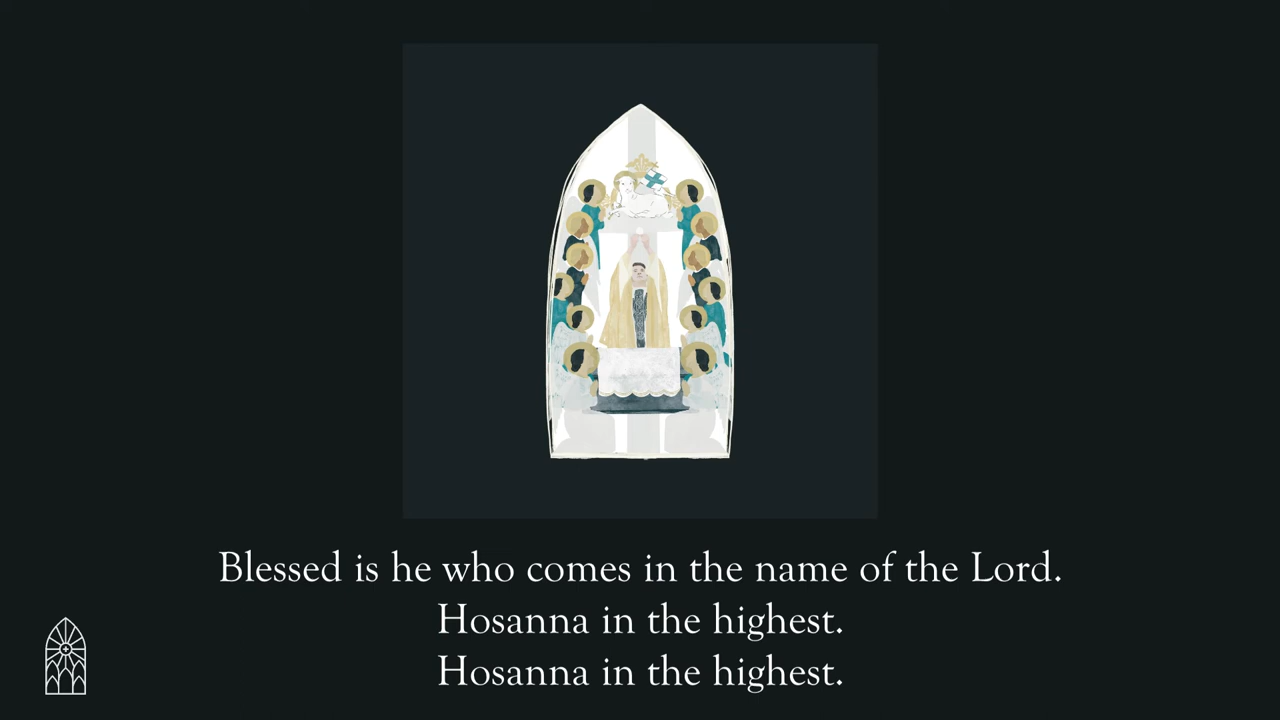 Blessed is he who comes in the name of the Lord.
Hosanna in the highest.
Hosanna in the highest.